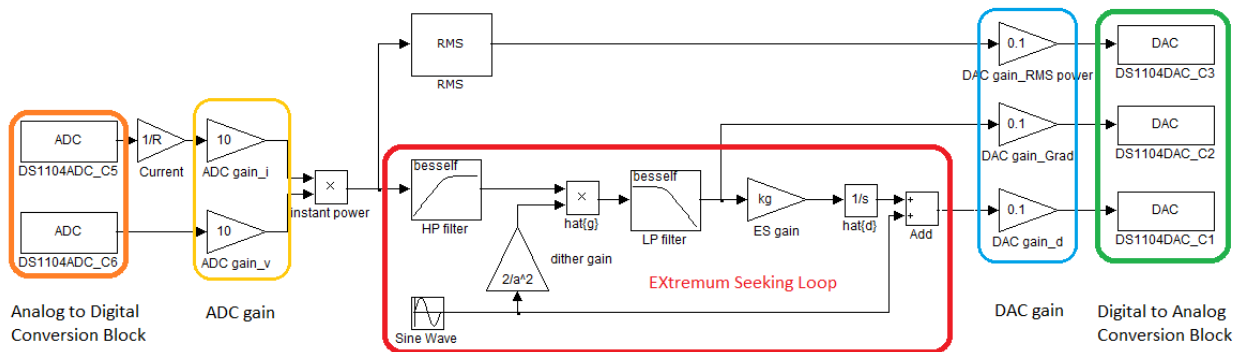 ADC
DS1104ADC_C5
1/R
Current
10
ADC gain_i
ADC
DS1104ADC_C6
10
ADC gain_v
×
instant power
RMS
RMS
besself
HP filter
×
hat{g}
besself
LP filter
kg
ES gain
1/s
hat{d}
+
+
Add
2/a^2
dither gain
Sine Wave
EXtremum Seeking Loop
0.1
DAC gain_RMS power
0.1
DAC gain_Grad
0.1
DAC gain_d
DAC
DS1104DAC_C3
DAC
DS1104DAC_C2
DAC
DS1104DAC_C1
Analog to Digital
Conversion Block
ADC gain
DAC gain
Digital to Analog
Conversion Block